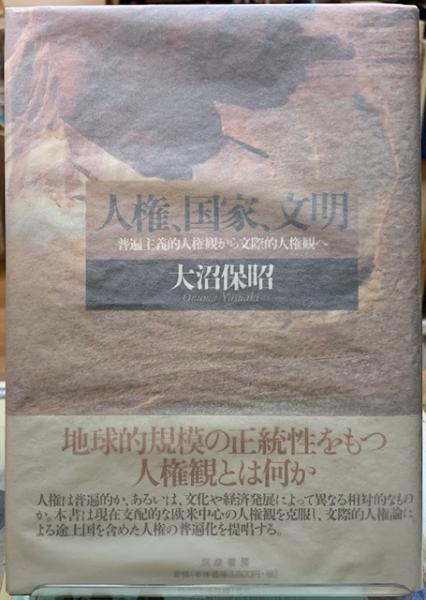 人権、国家、文明
普遍主義的人権観から文際的人権観へ
大沼保昭
Onuma Yasuaki
地球的規模の正統性をもつ
人権観とは何か
人権は普遍的か、あるいは、文化や経済発展によって異なる相対的なもの
か。本書は現在支配的な欧米中心の人権観を克服し、文際的人権論に
よる途上国を含めた人権の普遍化を提唱する。
筑摩書房